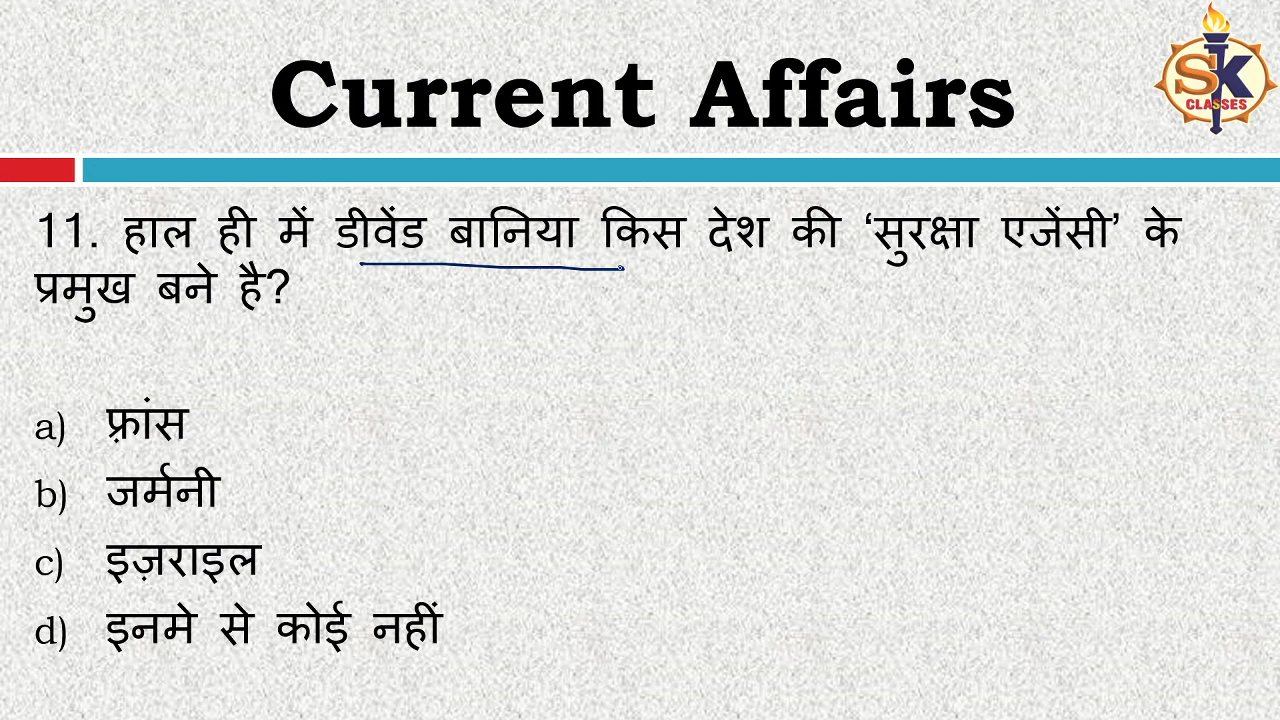 Current Affairs
SK
CLASSES
11. हाल ही में डीवेंड बानिया किस देश की ‘सुरक्षा एजेंसी’ के
प्रमुख बने है?
a) फ़्रांस
b) जर्मनी
c) इज़राइल
d) इनमे से कोई नहीं